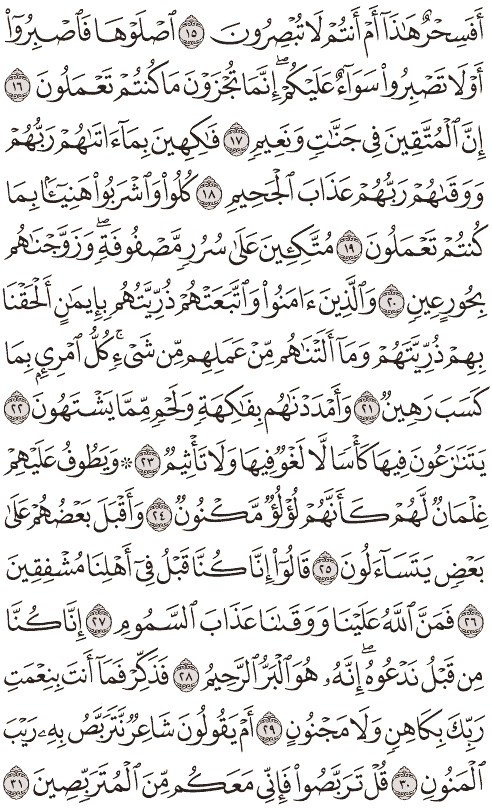 أَفَسِحْرٌ هَٰذَآ أَمْ أَنتُمْ لَا تُبْصِرُونَ ١٥ ٱصْلَوْهَا فَٱصْبِرُوٓا۟
أَوْ لَا تَصْبِرُوا۟ سَوَآءٌ عَلَيْكُمْ ۖ إِنَّمَا تُجْزَوْنَ مَا كُنتُمْ تَعْمَلُونَ ١٦
إِنَّ ٱلْمُتَّقِينَ فِى جَنَّٰتٍ وَنَعِيمٍ ١٧ فَٰكِهِينَ بِمَآ ءَاتَىٰهُمْ رَبُّهُمْ
وَوَقَىٰهُمْ رَبُّهُمْ عَذَابَ ٱلْجَحِيمِ ١٨ كُلُوا۟ وَٱشْرَبُوا۟ هَنِيٓـًٔۢا بِمَا
كُنتُمْ تَعْمَلُونَ ١٩ مُتَّكِـِٔينَ عَلَىٰ سُرُرٍ مَّصْفُوفَةٍ ۖ وَزَوَّجْنَٰهُم
بِحُورٍ عِينٍ ٢٠ وَٱلَّذِينَ ءَامَنُوا۟ وَٱتَّبَعَتْهُمْ ذُرِّيَّتُهُم بِإِيمَٰنٍ أَلْحَقْنَا
بِهِمْ ذُرِّيَّتَهُمْ وَمَآ أَلَتْنَٰهُم مِّنْ عَمَلِهِم مِّن شَىْءٍ ۚ كُلُّ ٱمْرِئٍۭ بِمَا
كَسَبَ رَهِينٌ ٢١ وَأَمْدَدْنَٰهُم بِفَٰكِهَةٍ وَلَحْمٍ مِّمَّا يَشْتَهُونَ ٢٢
يَتَنَٰزَعُونَ فِيهَا كَأْسًا لَّا لَغْوٌ فِيهَا وَلَا تَأْثِيمٌ ٢٣ ۞ وَيَطُوفُ عَلَيْهِمْ
غِلْمَانٌ لَّهُمْ كَأَنَّهُمْ لُؤْلُؤٌ مَّكْنُونٌ ٢٤ وَأَقْبَلَ بَعْضُهُمْ عَلَىٰ
بَعْضٍ يَتَسَآءَلُونَ ٢٥ قَالُوٓا۟ إِنَّا كُنَّا قَبْلُ فِىٓ أَهْلِنَا مُشْفِقِينَ
٢٦ فَمَنَّ ٱللَّهُ عَلَيْنَا وَوَقَىٰنَا عَذَابَ ٱلسَّمُومِ ٢٧ إِنَّا كُنَّا
مِن قَبْلُ نَدْعُوهُ ۖ إِنَّهُۥ هُوَ ٱلْبَرُّ ٱلرَّحِيمُ ٢٨ فَذَكِّرْ فَمَآ أَنتَ بِنِعْمَتِ
رَبِّكَ بِكَاهِنٍ وَلَا مَجْنُونٍ ٢٩ أَمْ يَقُولُونَ شَاعِرٌ نَّتَرَبَّصُ بِهِۦ رَيْبَ
ٱلْمَنُونِ ٣٠ قُلْ تَرَبَّصُوا۟ فَإِنِّى مَعَكُم مِّنَ ٱلْمُتَرَبِّصِينَ ٣١